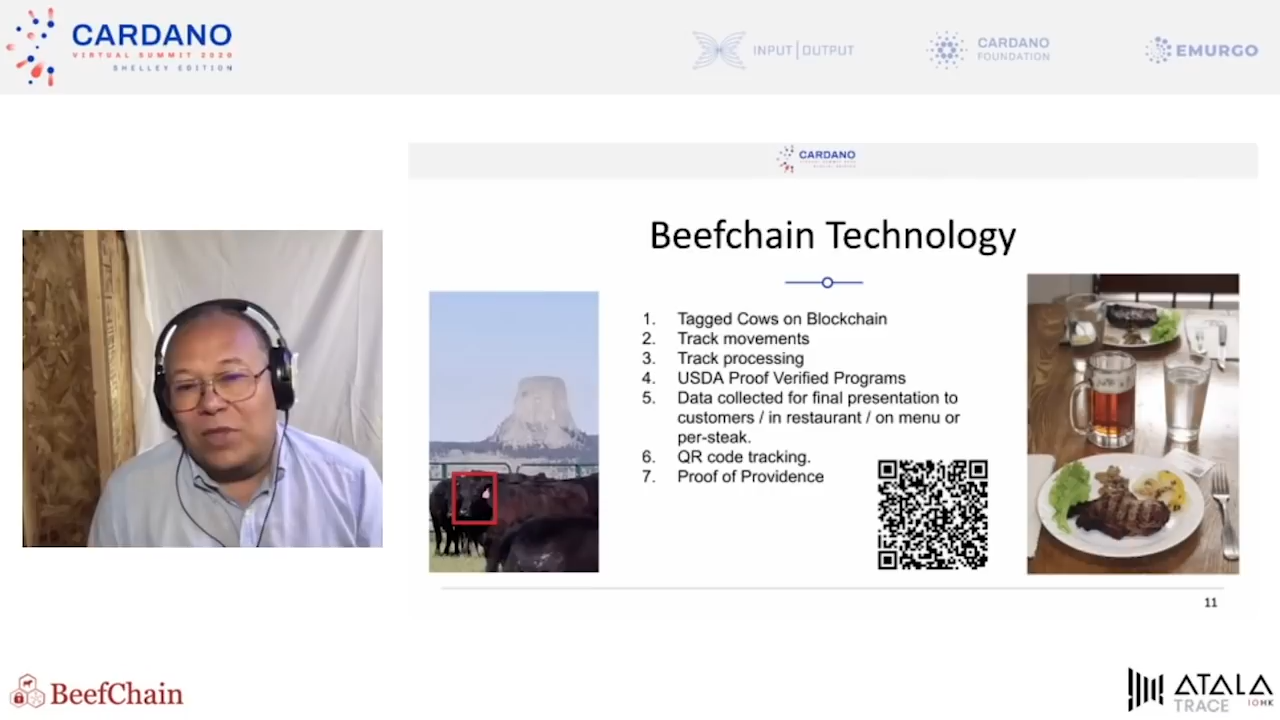 CARDANO
VIRTUAL SUMMIT 2020
SHELLEY EDITION
INPUT|OUTPUT
CARDANO
FOUNDATION
EMURGO
CARDANO
Beefchain Technology
1. Tagged Cows on Blockchain
2. Track movements
3. Track processing
4. USDA Proof Verified Programs
5. Data collected for final presentation to
customers / in restaurant / on menu or
per-steak.
6. QR code tracking.
7. Proof of Providence
11
BeefChain
ATALA
TRACE IOHK